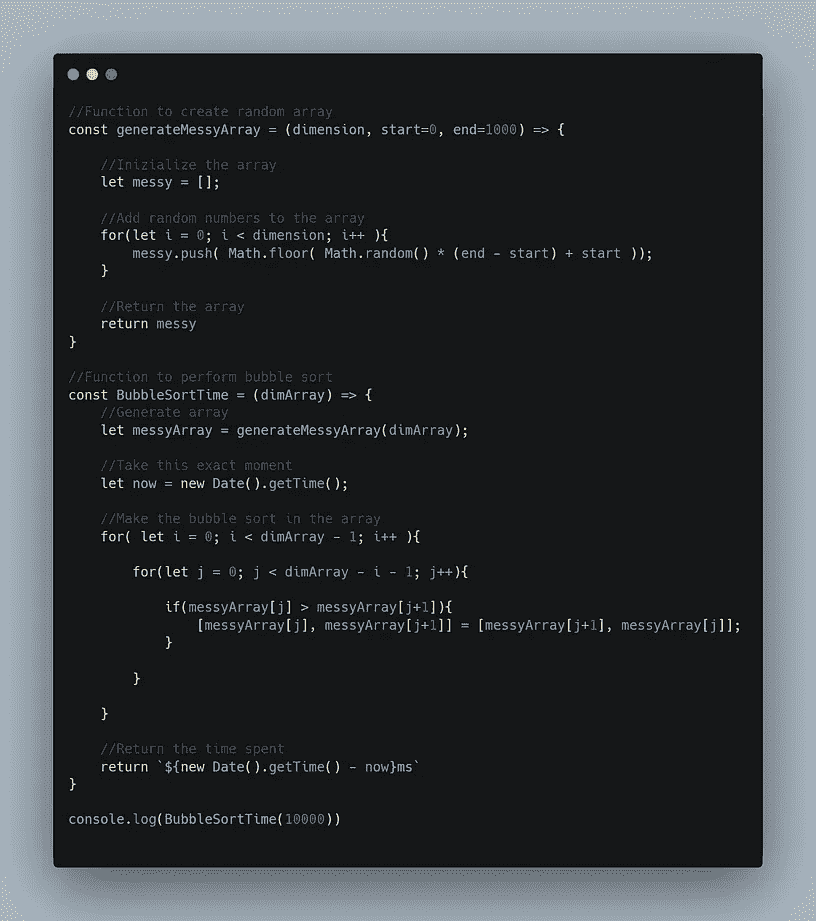 //Function to create random array
const generateMessyArray = (dimension, start=0, end=1000) => {
//Inizialize the array
let messy = [];
//Add random numbers to the array
for(let i = 0; i < dimension; i++ ){
messy.push( Math.floor( Math.random() * (end - start) + start ));
}
//Return the array
return messy
}
//Function to perform bubble sort
const BubbleSortTime = (dimArray) => {
//Generate array
let messyArray = generateMessyArray(dimArray);
//Take this exact moment
let now = new Date().getTime();
//Make the bubble sort in the array
for( let i = 0; i < dimArray - 1; i++ ){
for(let j = 0; j < dimArray - i - 1; j++){
if(messyArray[j] > messyArray[j+1]){
[messyArray[j], messyArray[j+1]] = [messyArray[j+1], messyArray[j]];
}
}
}
//Return the time spent
return `${new Date().getTime() - now}ms`
}
console.log(BubbleSortTime(10000))